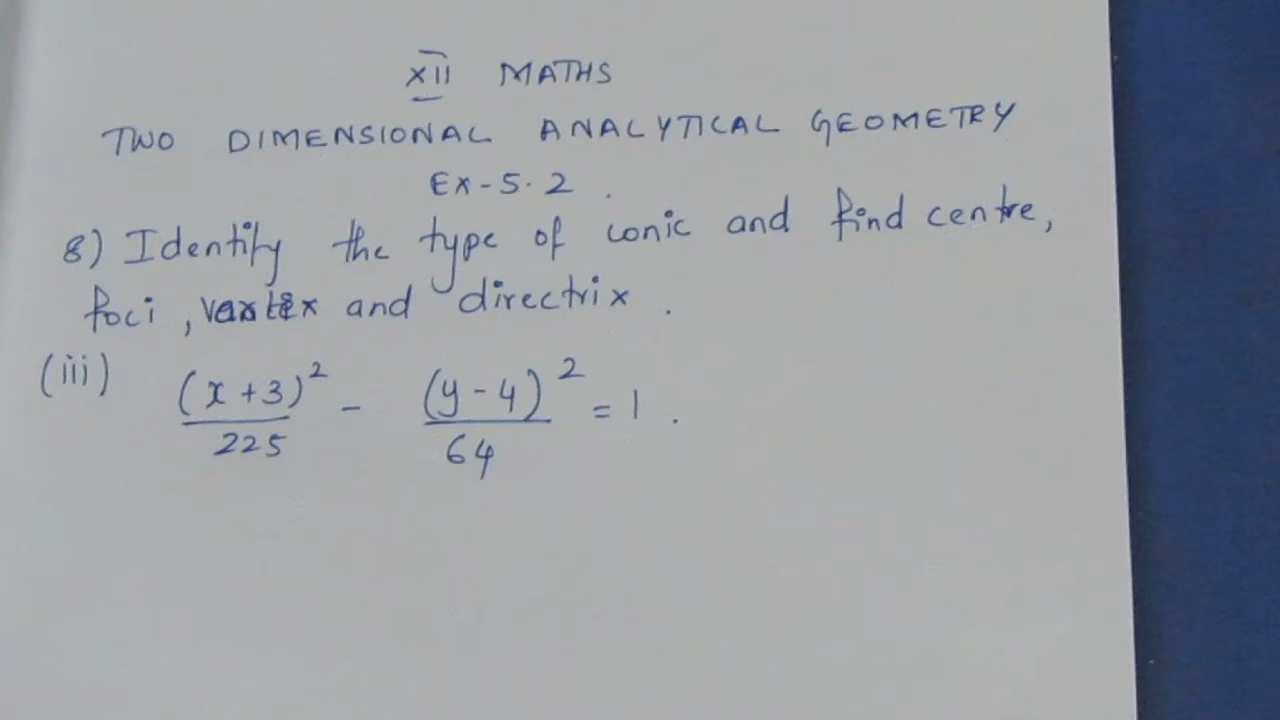 XII MATHS
TWO DIMENSIONAL ANALYTICAL GEOMETRY
EX-5.2.
8) Identify the type of conic and find centre,
foci, vertex and directrix.
(iii) (x+3)²/225 - (y-4)²/64 = 1.